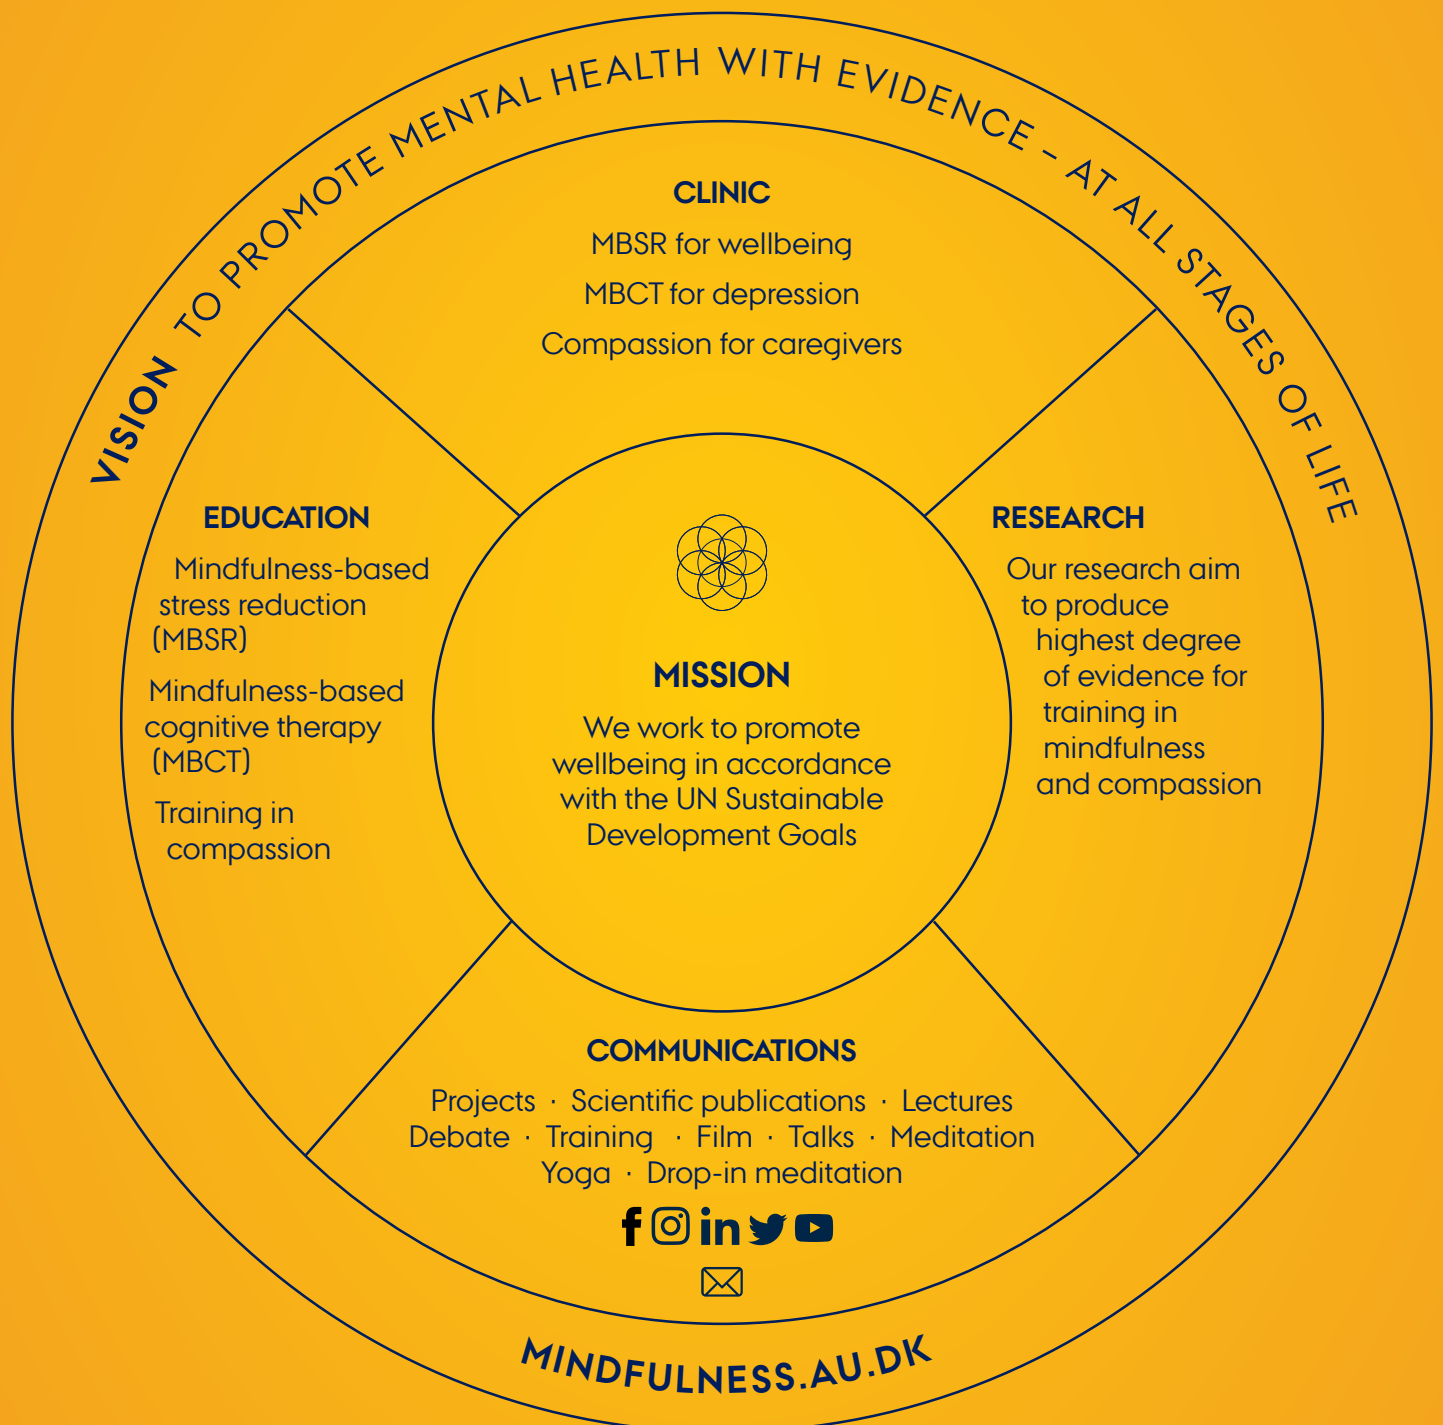 VISION TO PROMOTE MENTAL HEALTH WITH EVIDENCE – AT ALL STAGES OF LIFE
CLINIC
MBSR for wellbeing
MBCT for depression
Compassion for caregivers
EDUCATION
Mindfulness-based
stress reduction
(MBSR)
Mindfulness-based
cognitive therapy
(MBCT)
Training in
compassion
MISSION
We work to promote
wellbeing in accordance
with the UN Sustainable
Development Goals
RESEARCH
Our research aim
to produce
highest degree
of evidence for
training in
mindfulness
and compassion
COMMUNICATIONS
Projects · Scientific publications · Lectures
Debate · Training · Film · Talks · Meditation
Yoga · Drop-in meditation
MINDFULNESS.AU.DK